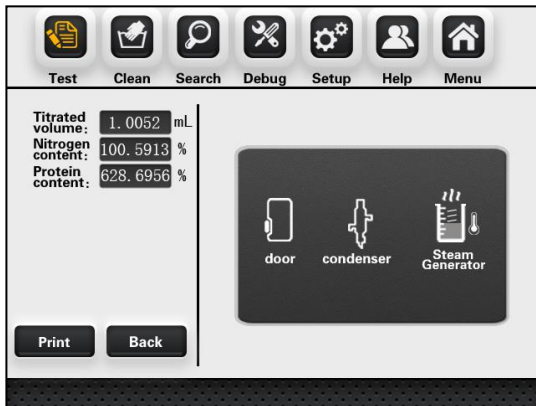 Test Clean Search Debug Setup Help Menu
Titrated
volume: 1.0052 mL
Nitrogen
content: 100.5913 %
Protein
content: 628.6956 %
door condenser Steam
Generator
Print Back